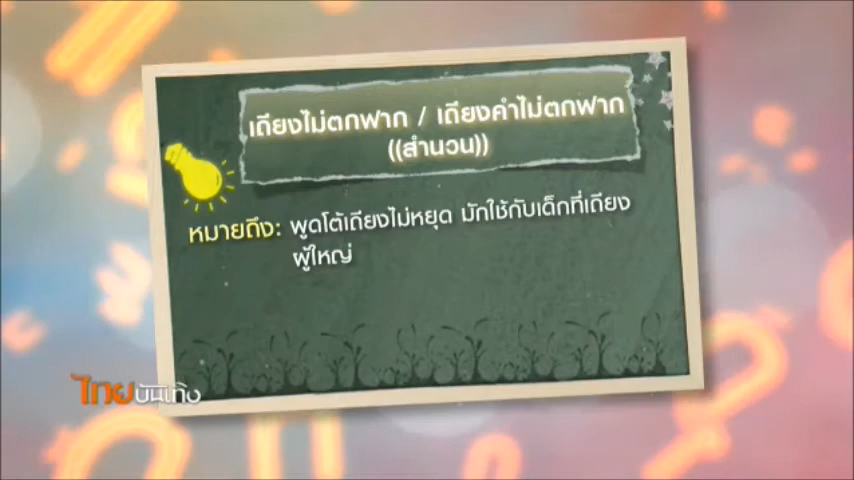 เถียงไม่ตกฟาก / เถียงคำไม่ตกฟาก
((สำนวน))
หมายถึง: พูดโต้เถียงไม่หยุด มักใช้กับเด็กที่เถียง
ผู้ใหญ่
ไทยบันเทิง